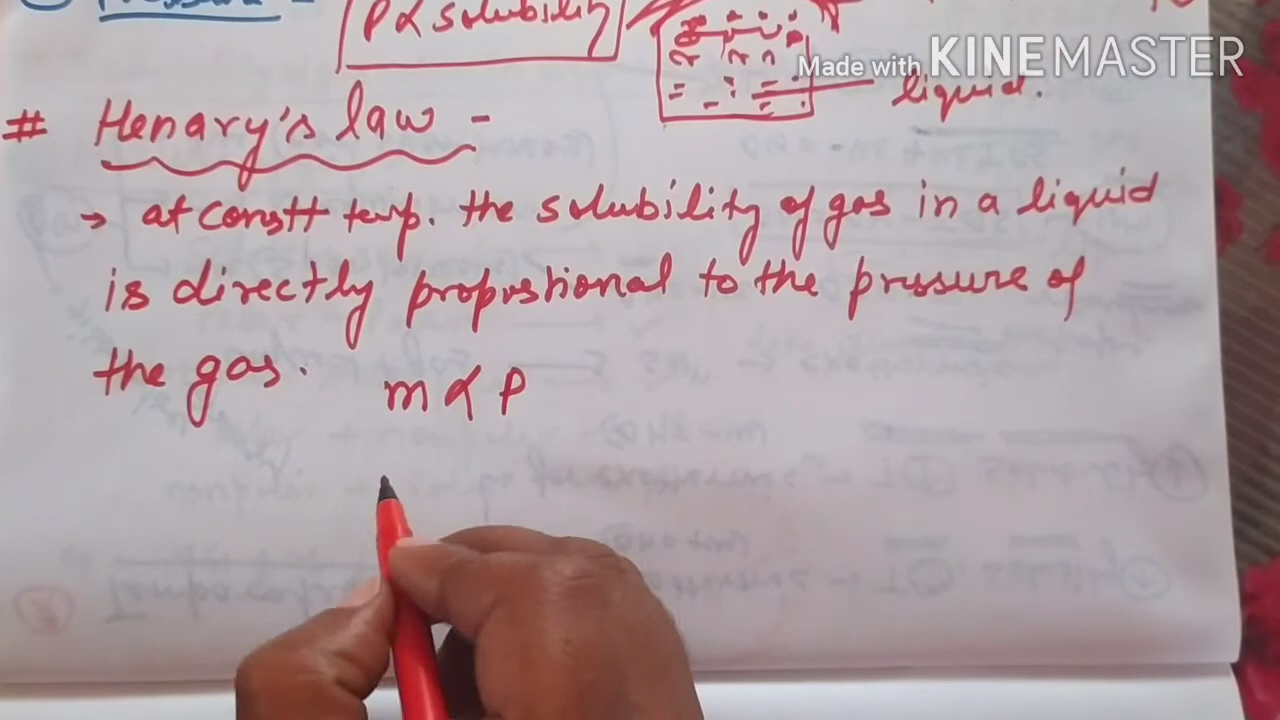 Pressure -
P α solubility
Made with KINEMASTER
liquid.
# Henary's law -
→ at constt temp. the solubility of gas in a liquid
is directly proportional to the pressure of
the gas.
m α P